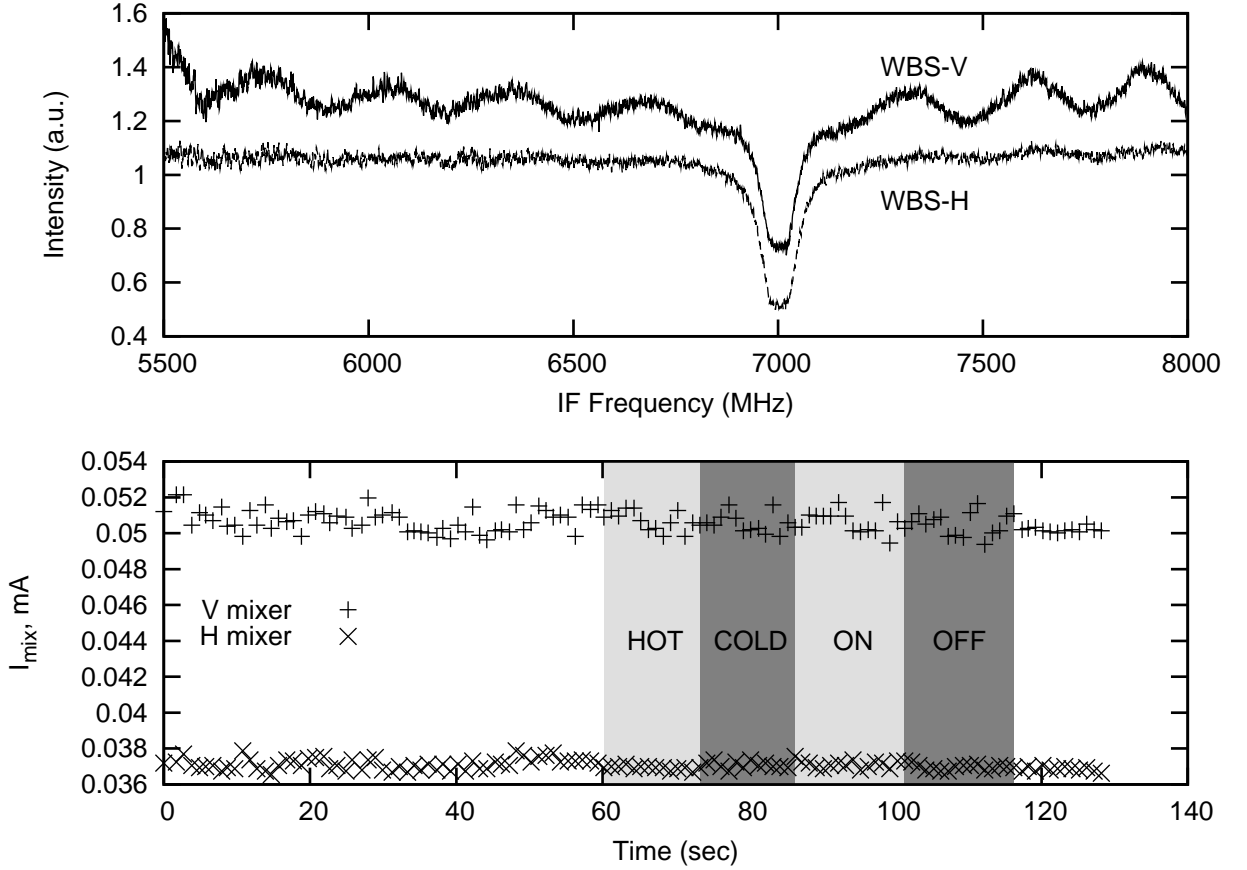 1.6
1.4
1.2
1
0.8
0.6
0.4
Intensity (a.u.)
WBS-V
WBS-H
5500 6000 6500 7000 7500 8000
IF Frequency (MHz)
0.054
0.052
0.05
0.048
0.046
0.044
0.042
0.04
0.038
0.036
I_mix, mA
V mixer
H mixer
HOT COLD ON OFF
0 20 40 60 80 100 120 140
Time (sec)